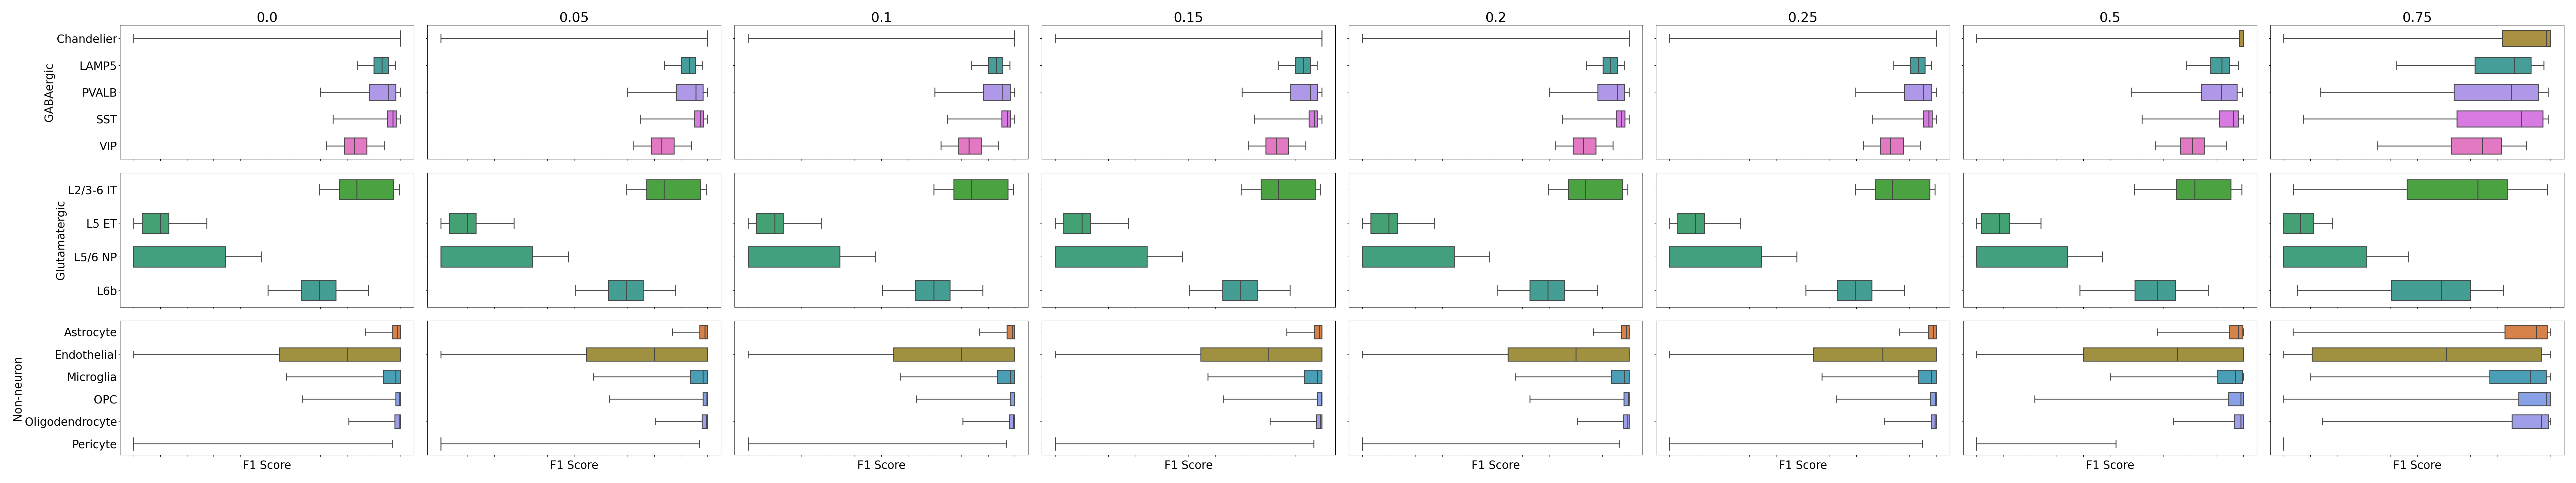 0.0 0.05 0.1 0.15 0.2 0.25 0.5 0.75
GABAergic
Chandelier
LAMP5
PVALB
SST
VIP
Glutamatergic
L2/3-6 IT
L5 ET
L5/6 NP
L6b
Non-neuron
Astrocyte
Endothelial
Microglia
OPC
Oligodendrocyte
Pericyte
F1 Score F1 Score F1 Score F1 Score F1 Score F1 Score F1 Score F1 Score